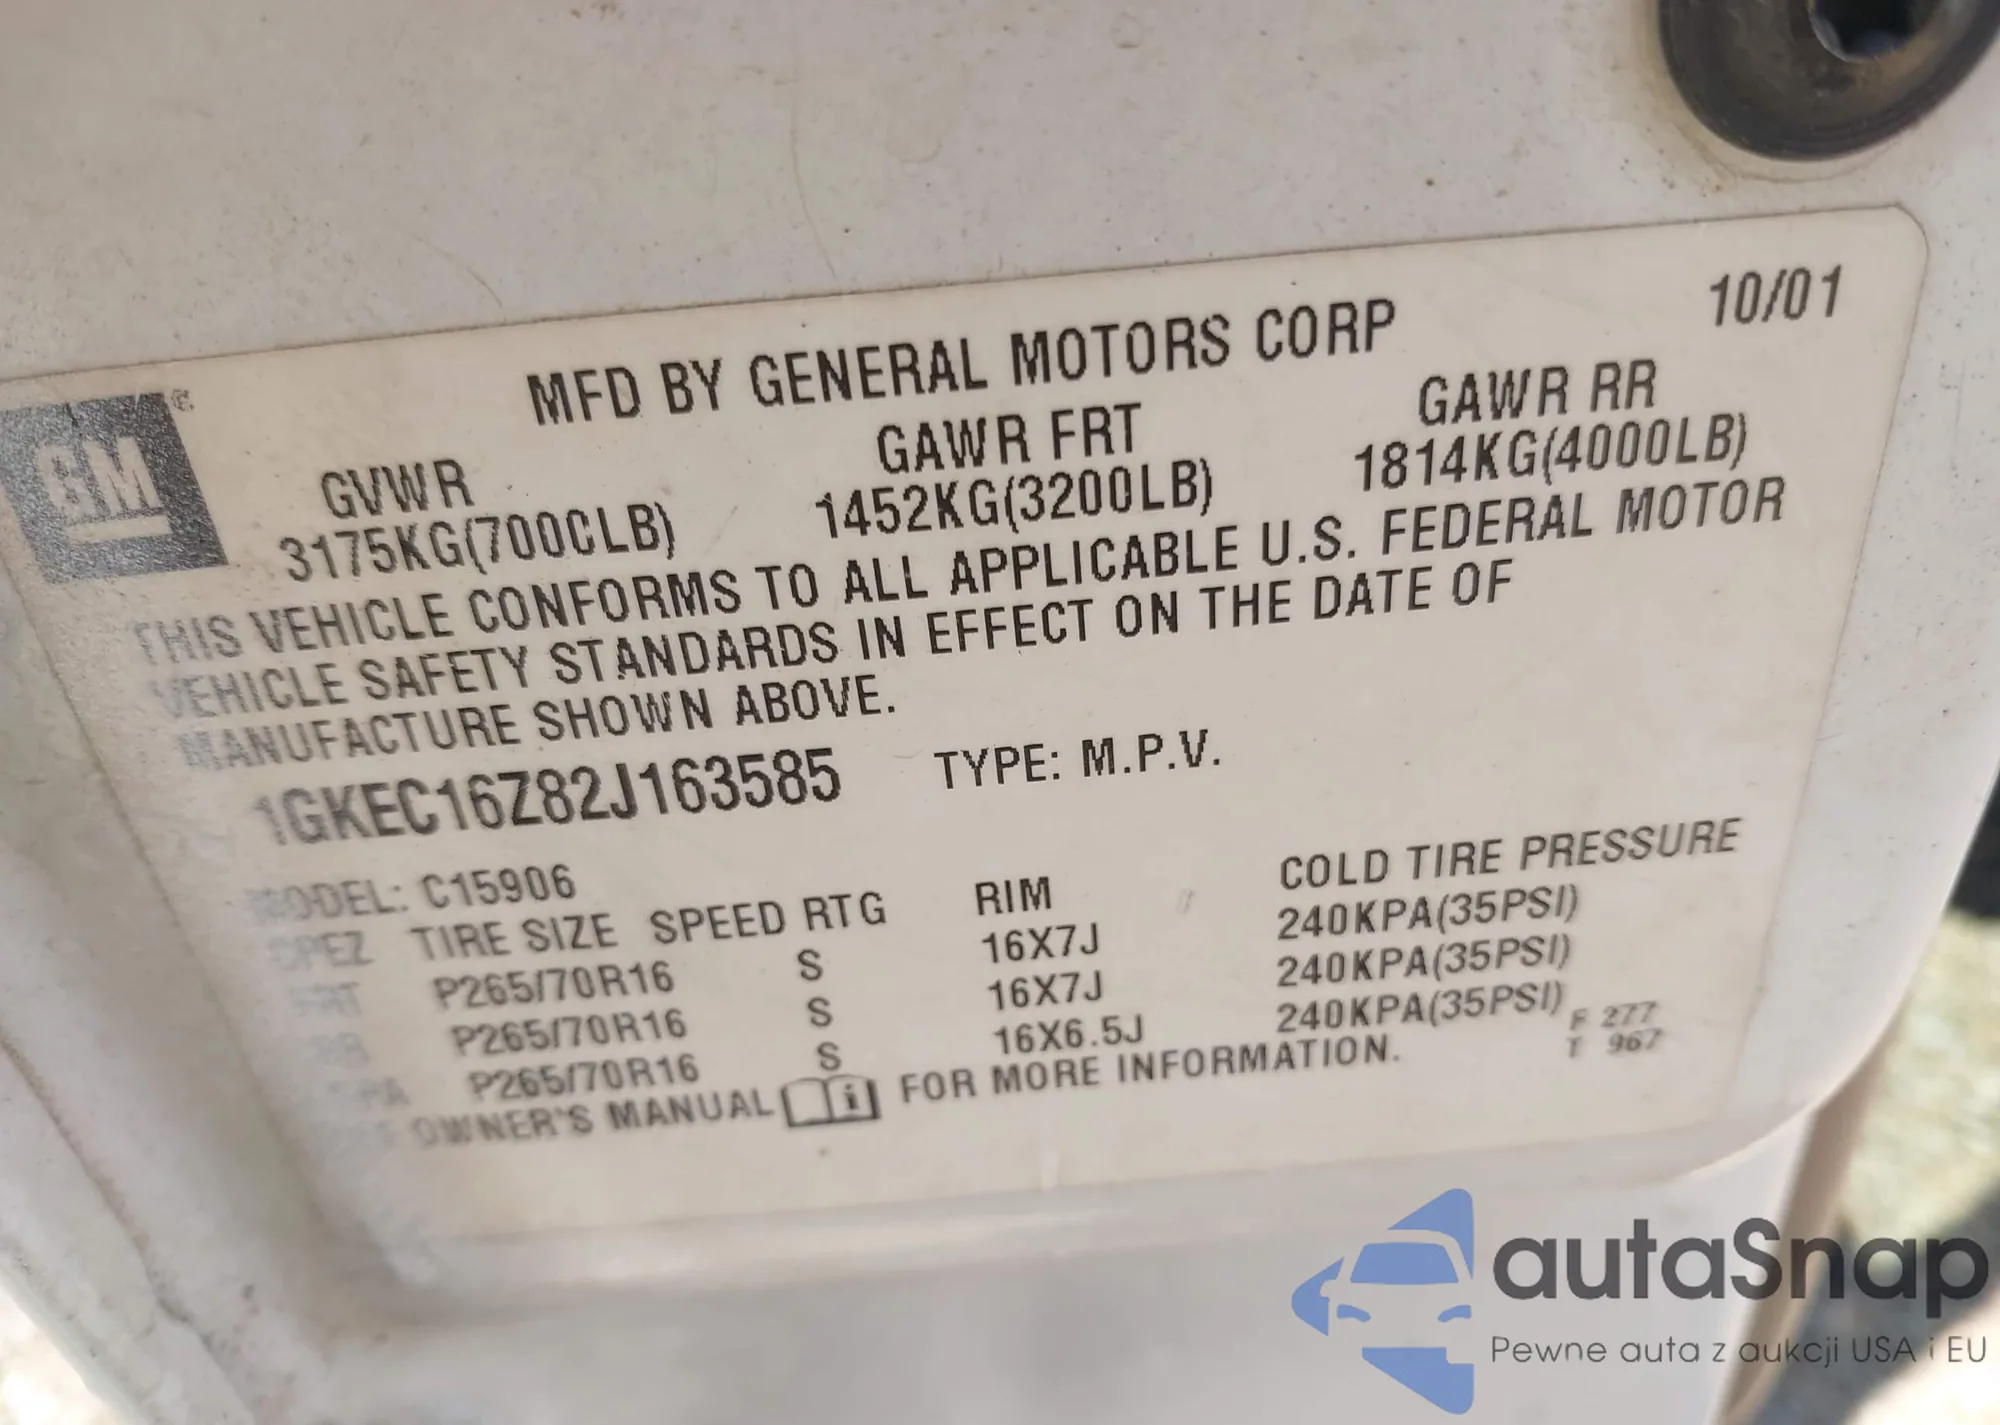 MFD BY GENERAL MOTORS CORP 10/01
GM
GVWR GAWR FRT GAWR RR
3175KG(700CLB) 1452KG(3200LB) 1814KG(4000LB)
THIS VEHICLE CONFORMS TO ALL APPLICABLE U.S. FEDERAL MOTOR
VEHICLE SAFETY STANDARDS IN EFFECT ON THE DATE OF
MANUFACTURE SHOWN ABOVE.
1GKEC16Z82J163585 TYPE: M.P.V.
MODEL: C15906
TIRE SIZE SPEED RTG RIM COLD TIRE PRESSURE
FRT P265/70R16 S 16X7J 240KPA(35PSI)
RR P265/70R16 S 16X7J 240KPA(35PSI)
P265/70R16 S 16X6.5J 240KPA(35PSI)
OWNER'S MANUAL i FOR MORE INFORMATION.
F 277
T 967
autaSnap
Pewne auta z aukcji USA i EU